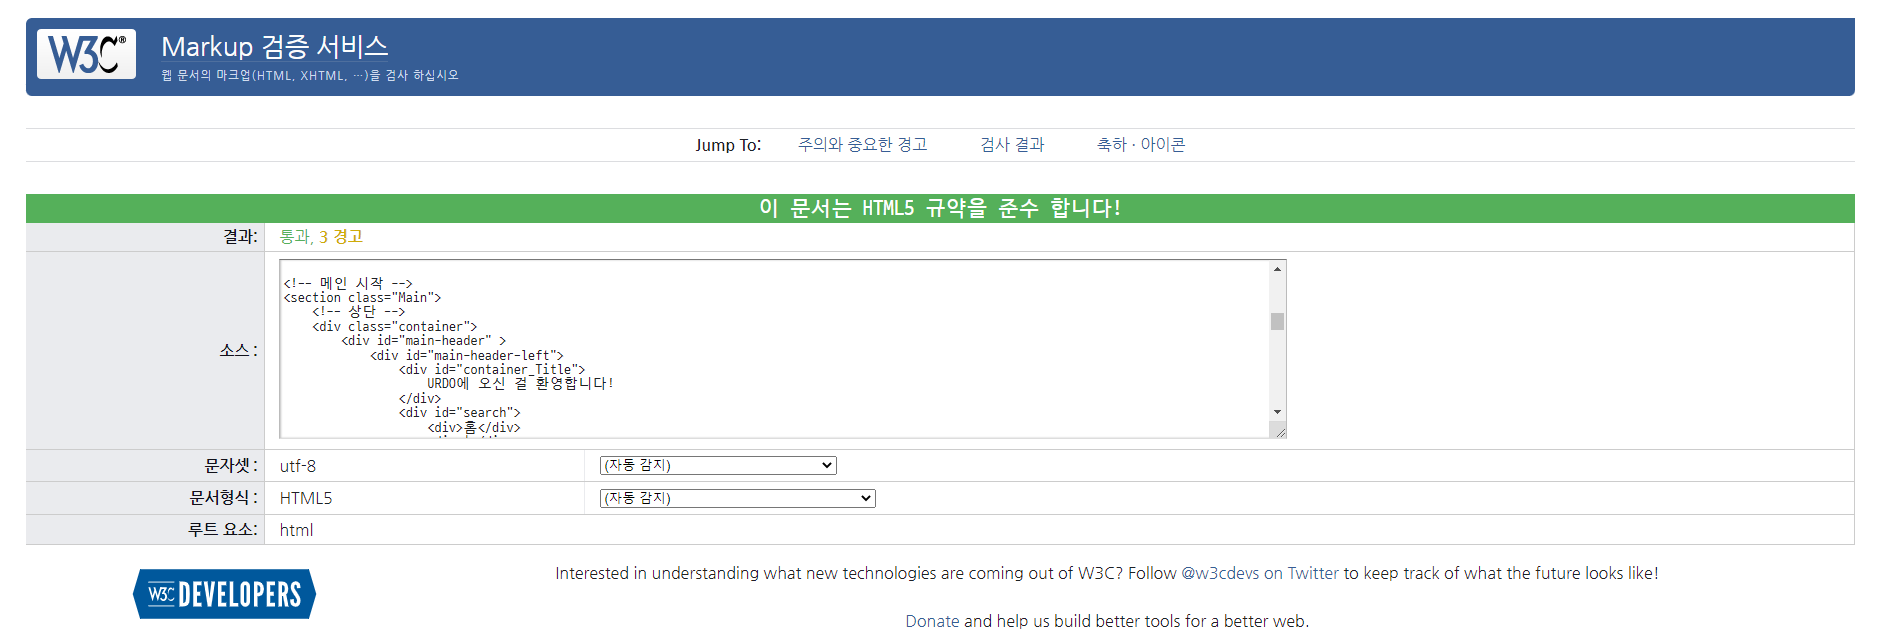 W3C®
Markup 검증 서비스
웹 문서의 마크업(HTML, XHTML, …)을 검사 하십시오
Jump To: 주의와 중요한 경고 검사 결과 축하 · 아이콘
이 문서는 HTML5 규약을 준수 합니다!
결과: 통과, 3 경고
소스 :
<!-- 메인 시작 -->
<section class="Main">
<!-- 상단 -->
<div class="container">
<div id="main-header" >
<div id="main-header-left">
<div id="container_Title">
URDO에 오신 걸 환영합니다!
</div>
<div id="search">
<div>홈</div>
문자셋 : utf-8 (자동 감지)
문서형식 : HTML5 (자동 감지)
루트 요소: html
W3C DEVELOPERS
Interested in understanding what new technologies are coming out of W3C? Follow @w3cdevs on Twitter to keep track of what the future looks like!
Donate and help us build better tools for a better web.